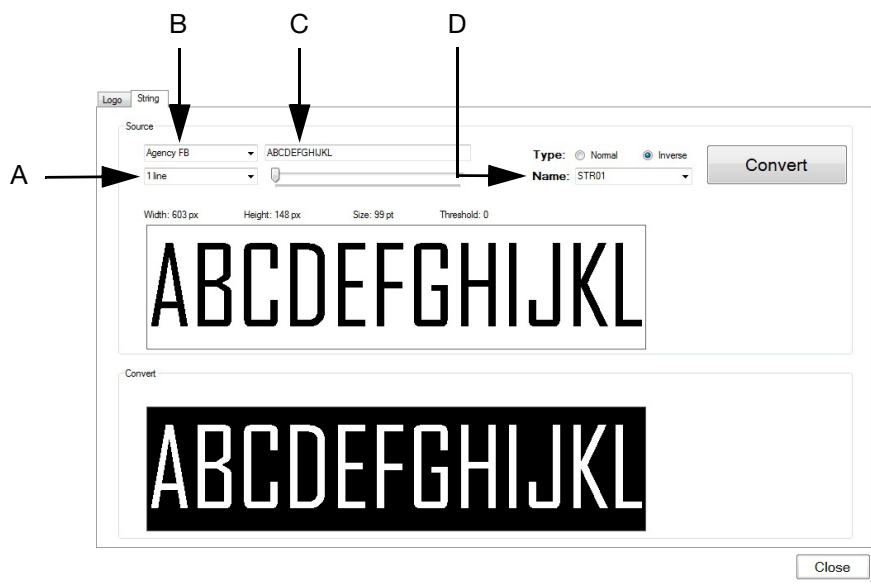 B C D
Logo String
Source
Agency FB ABCDEFGHIJKL Type: Normal Inverse Convert
A 1 line Name: STR01
Width: 603 px Height: 148 px Size: 99 pt Threshold: 0
ABCDEFGHIJKL
Convert
ABCDEFGHIJKL
Close